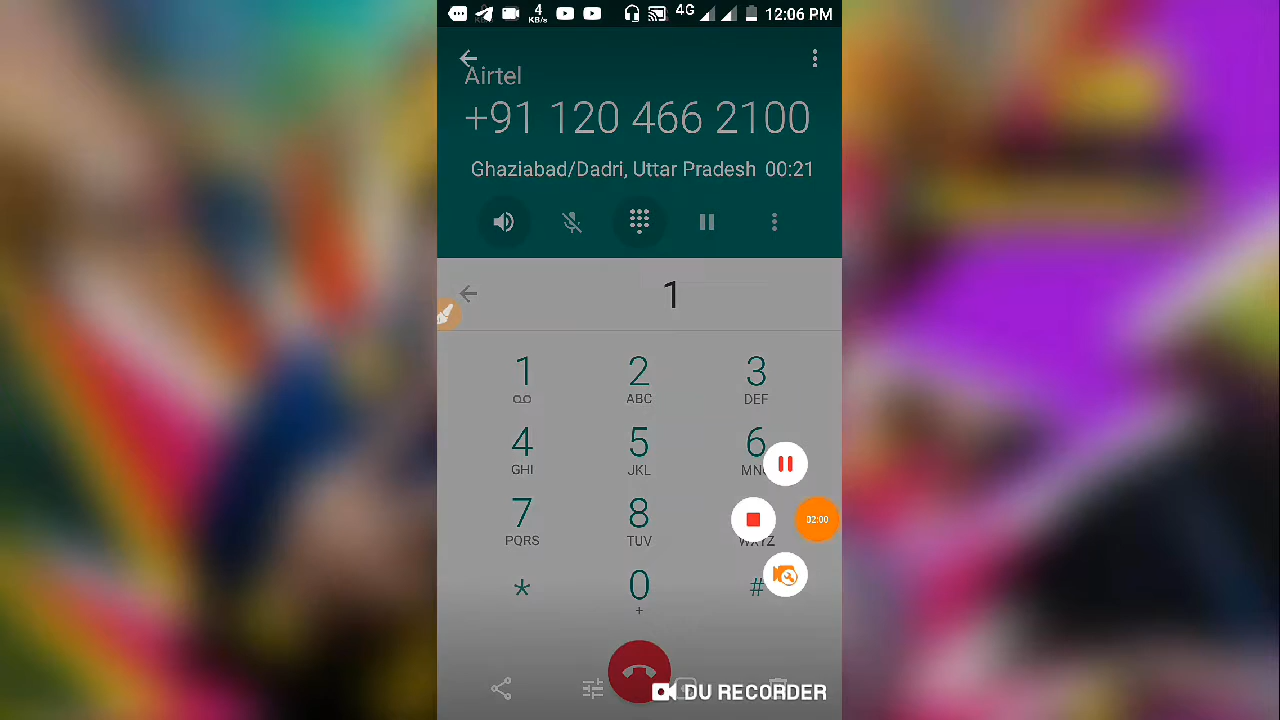 4 KB/s 4G 12:06 PM
Airtel
+91 120 466 2100
Ghaziabad/Dadri, Uttar Pradesh 00:21
1
1 2 3
ABC DEF
4 5 6
GHI JKL
7 8
PQRS TUV WXYZ
02:00
* 0 #
+
DU RECORDER